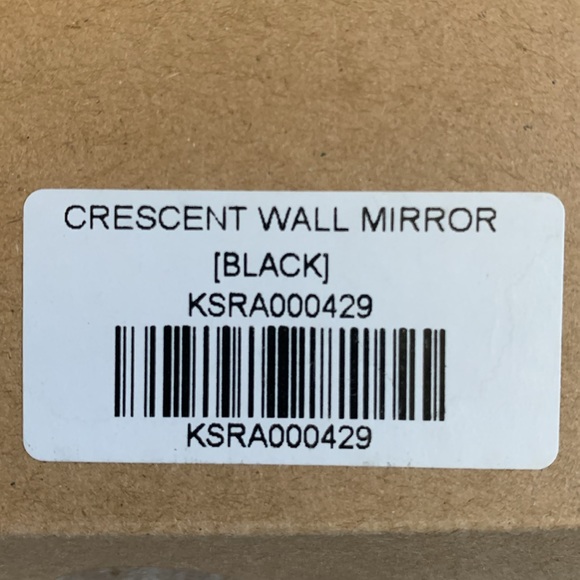 CRESCENT WALL MIRROR
[BLACK]
KSRA000429
KSRA000429